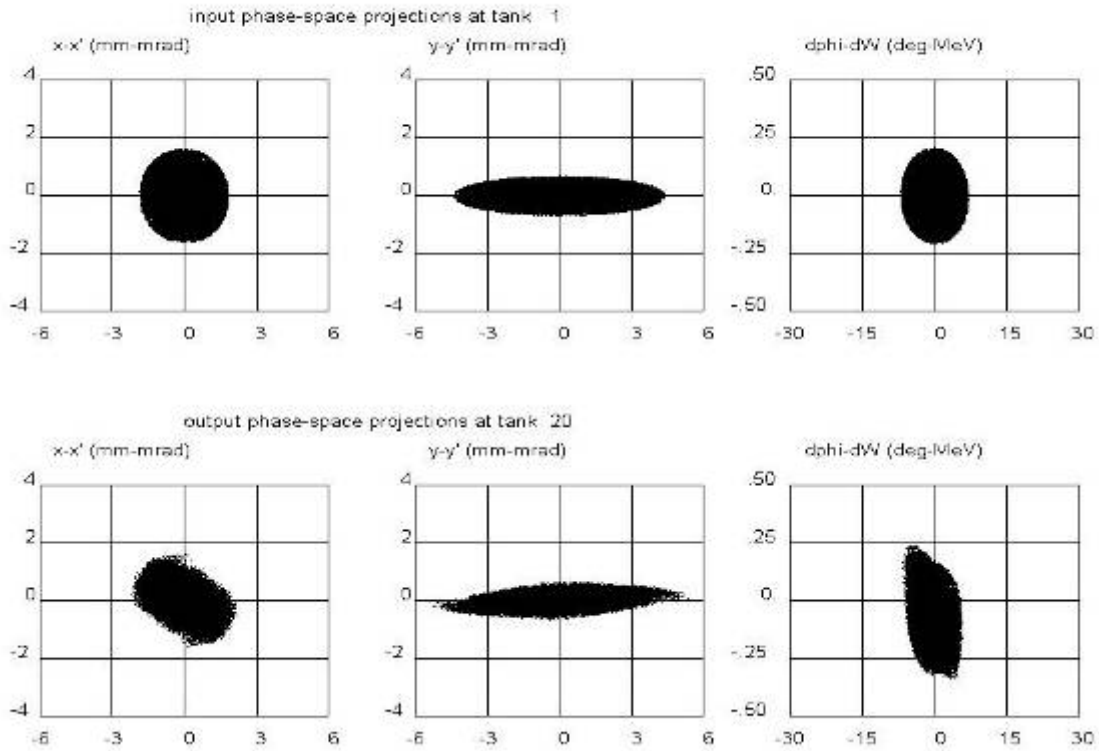 input phase-space projections at tank 1
x-x' (mm-mrad) y-y' (mm-mrad) dphi-dW (deg-MeV)
4 4 .50
2 2 .25
0 0 0.
-2 -2 -.25
-4 -4 -.50
-6 -3 0 3 6 -6 -3 0 3 6 -30 -15 0 15 30
output phase-space projections at tank 20
x-x' (mm-mrad) y-y' (mm-mrad) dphi-dW (deg-MeV)
4 4 .50
2 2 .25
0 0 0.
-2 -2 -.25
-4 -4 -.50
-6 -3 0 3 6 -6 -3 0 3 6 -30 -15 0 15 30